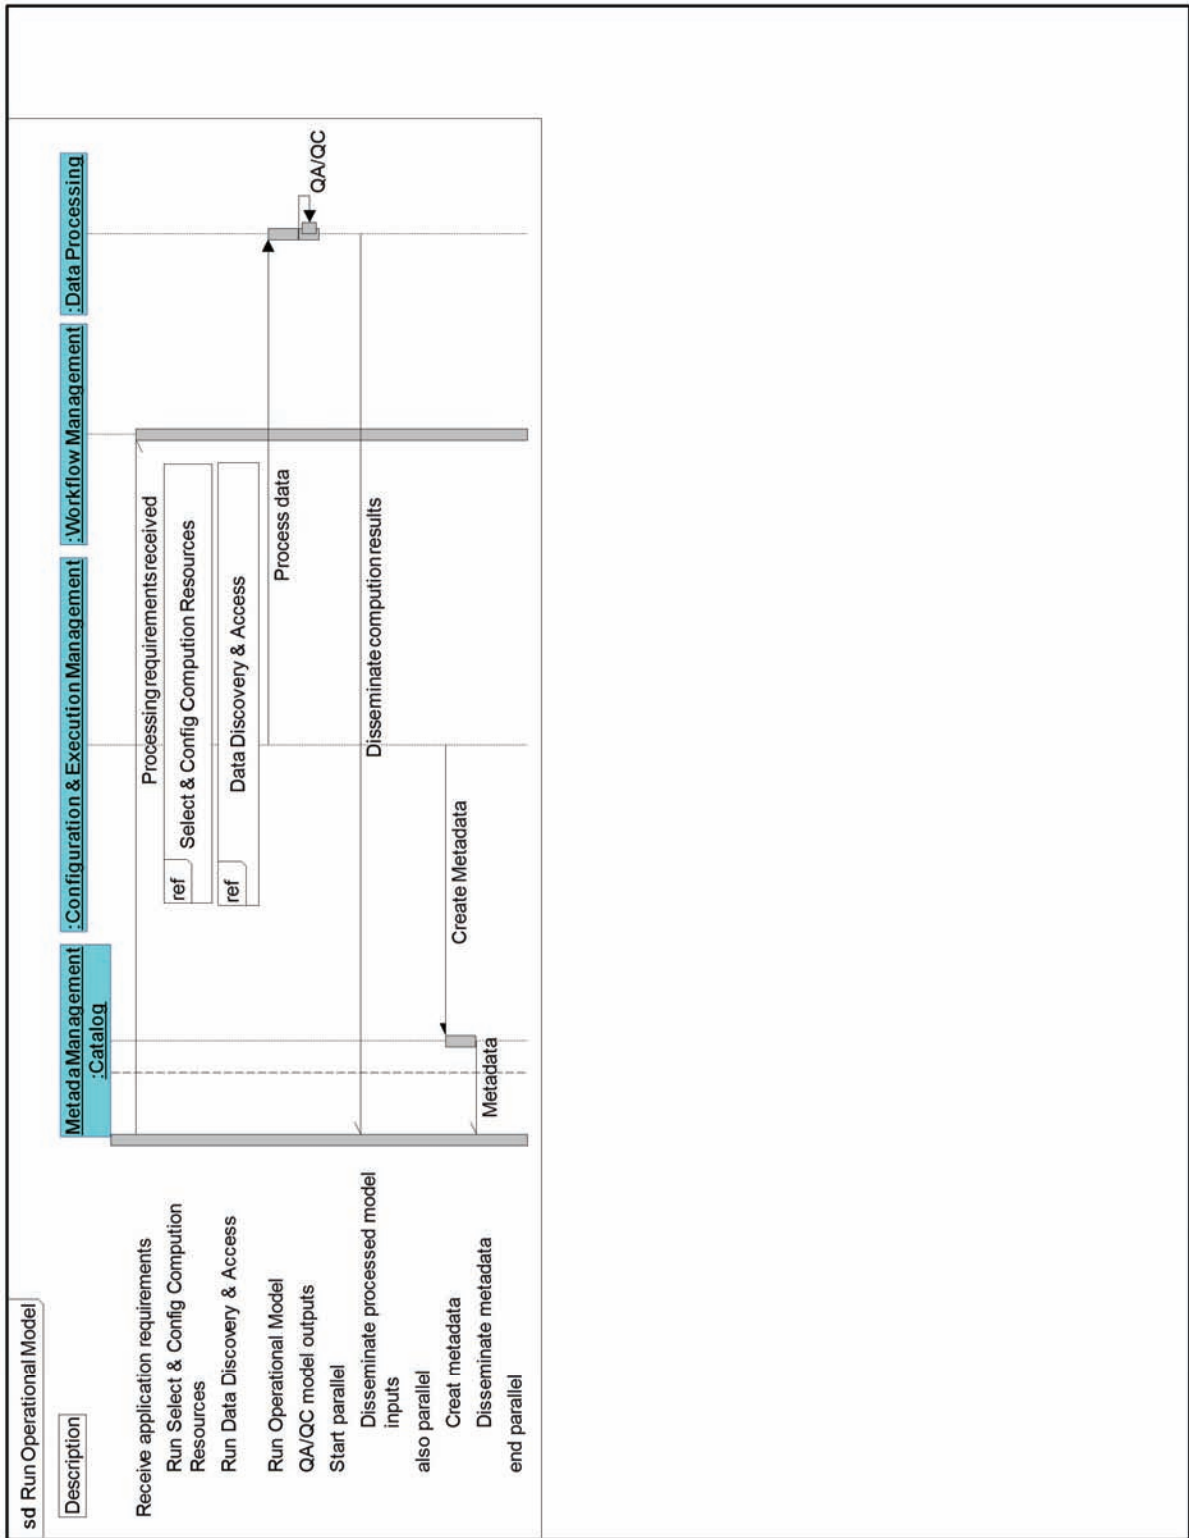 sd Run Operational Model
Description
Metada Management
:Catalog
:Configuration & Execution Management
:Workflow Management
:Data Processing
Receive application requirements
Processing requirements received
Run Select & Config Compution
Resources
ref
Select & Config Compution Resources
Run Data Discovery & Access
ref
Data Discovery & Access
Run Operational Model
Process data
QA/QC model outputs
QA/QC
Start parallel
Disseminate processed model
inputs
Disseminate compution results
also parallel
Creat metadata
Create Metadata
Disseminate metadata
Metadata
end parallel